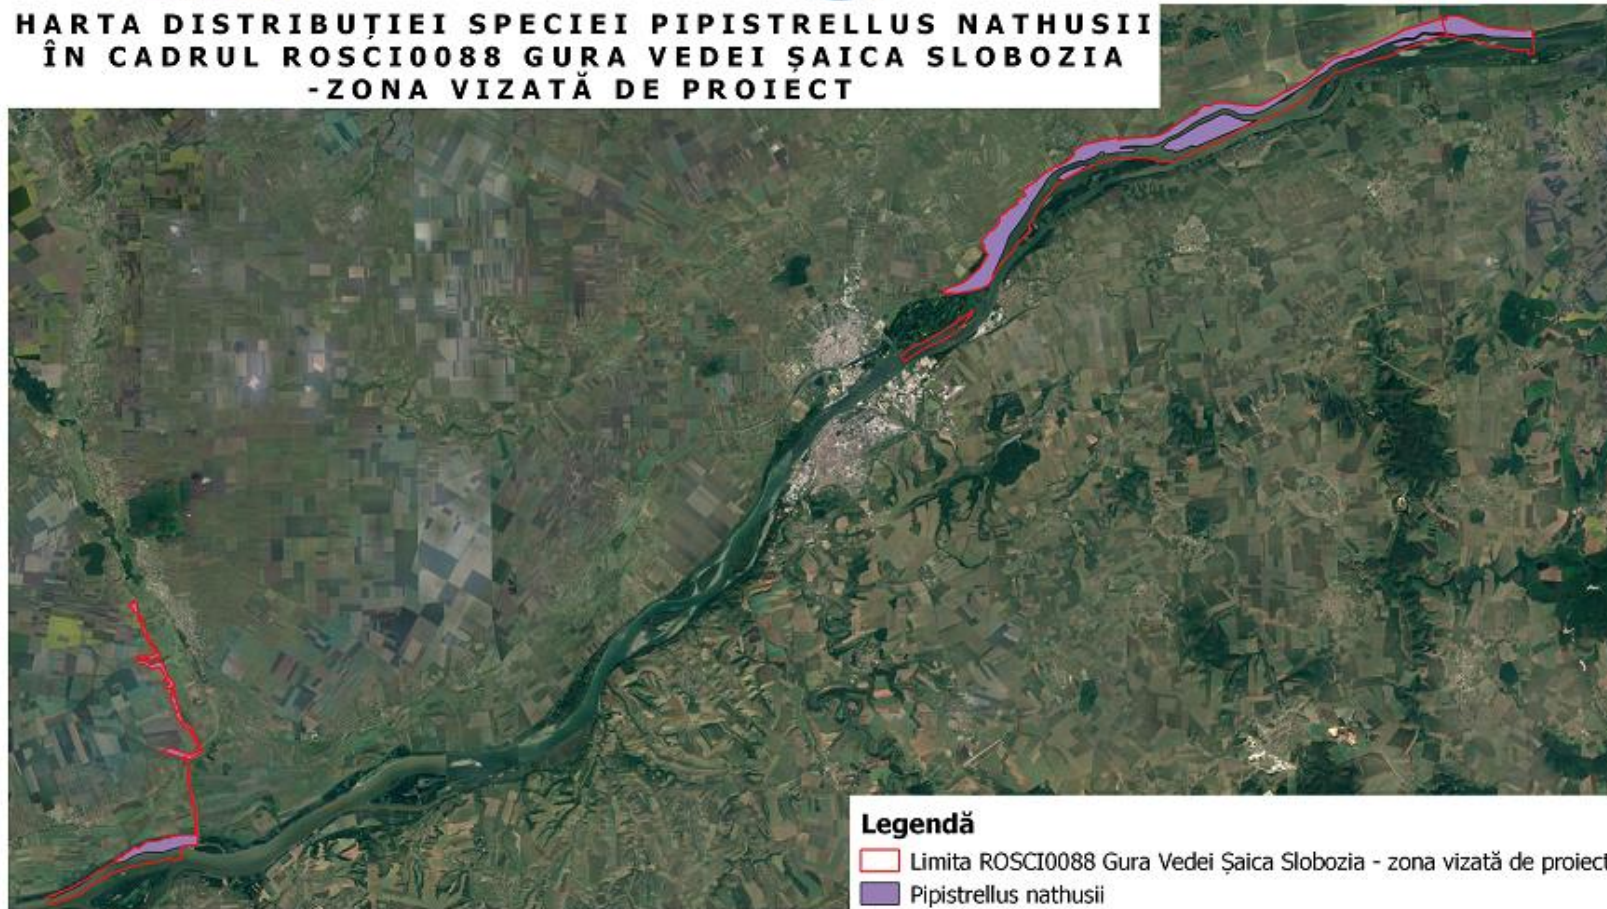 HARTA DISTRIBUȚIEI SPECIEI PIPISTRELLUS NATHUSII
ÎN CADRUL ROSCI0088 GURA VEDEI ȘAICA SLOBOZIA
-ZONA VIZATĂ DE PROIECT
Legendă
Limita ROSCI0088 Gura Vedei Șaica Slobozia - zona vizată de proiect
Pipistrellus nathusii